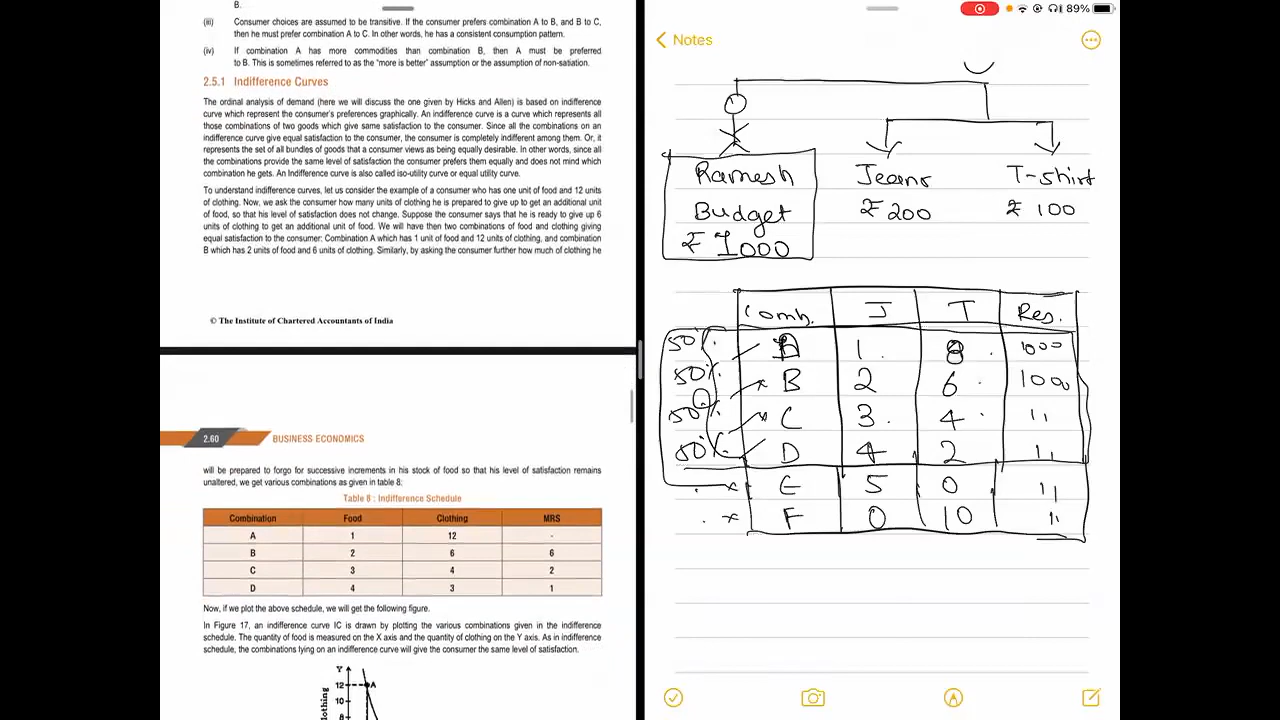 B.
(iii) Consumer choices are assumed to be transitive. If the consumer prefers combination A to B, and B to C,
then he must prefer combination A to C. In other words, he has a consistent consumption pattern.
(iv) If combination A has more commodities than combination B, then A must be preferred
to B. This is sometimes referred to as the "more is better" assumption or the assumption of non-satiation.
2.5.1 Indifference Curves
The ordinal analysis of demand (here we will discuss the one given by Hicks and Allen) is based on indifference
curve which represent the consumer's preferences graphically. An indifference curve is a curve which represents all
those combinations of two goods which give same satisfaction to the consumer. Since all the combinations on an
indifference curve give equal satisfaction to the consumer, the consumer is completely indifferent among them. Or, it
represents the set of all bundles of goods that a consumer views as being equally desirable. In other words, since all
the combinations provide the same level of satisfaction the consumer prefers them equally and does not mind which
combination he gets. An Indifference curve is also called iso-utility curve or equal utility curve.
To understand indifference curves, let us consider the example of a consumer who has one unit of food and 12 units
of clothing. Now, we ask the consumer how many units of clothing he is prepared to give up to get an additional unit
of food, so that his level of satisfaction does not change. Suppose the consumer says that he is ready to give up 6
units of clothing to get an additional unit of food. We will have then two combinations of food and clothing giving
equal satisfaction to the consumer: Combination A which has 1 unit of food and 12 units of clothing, and combination
B which has 2 units of food and 6 units of clothing. Similarly, by asking the consumer further how much of clothing he
© The Institute of Chartered Accountants of India
2.60 BUSINESS ECONOMICS
will be prepared to forgo for successive increments in his stock of food so that his level of satisfaction remains
unaltered, we get various combinations as given in table 8:
Table 8 : Indifference Schedule
Combination Food Clothing MRS
A 1 12 -
B 2 6 6
C 3 4 2
D 4 3 1
Now, if we plot the above schedule, we will get the following figure.
In Figure 17, an indifference curve IC is drawn by plotting the various combinations given in the indifference
schedule. The quantity of food is measured on the X axis and the quantity of clothing on the Y axis. As in indifference
schedule, the combinations lying on an indifference curve will give the consumer the same level of satisfaction.
Y
12 A
10
8
lothing
89%
Notes
Ramesh Jeans T-shirt
Budget ₹ 200 ₹ 100
₹ 1000
Comb. J T Res.
50% 1 8 1000
50% B 2 6 1000
50% C 3 4 "
50% D 4 2 "
x E 5 0 "
x F 0 10 "